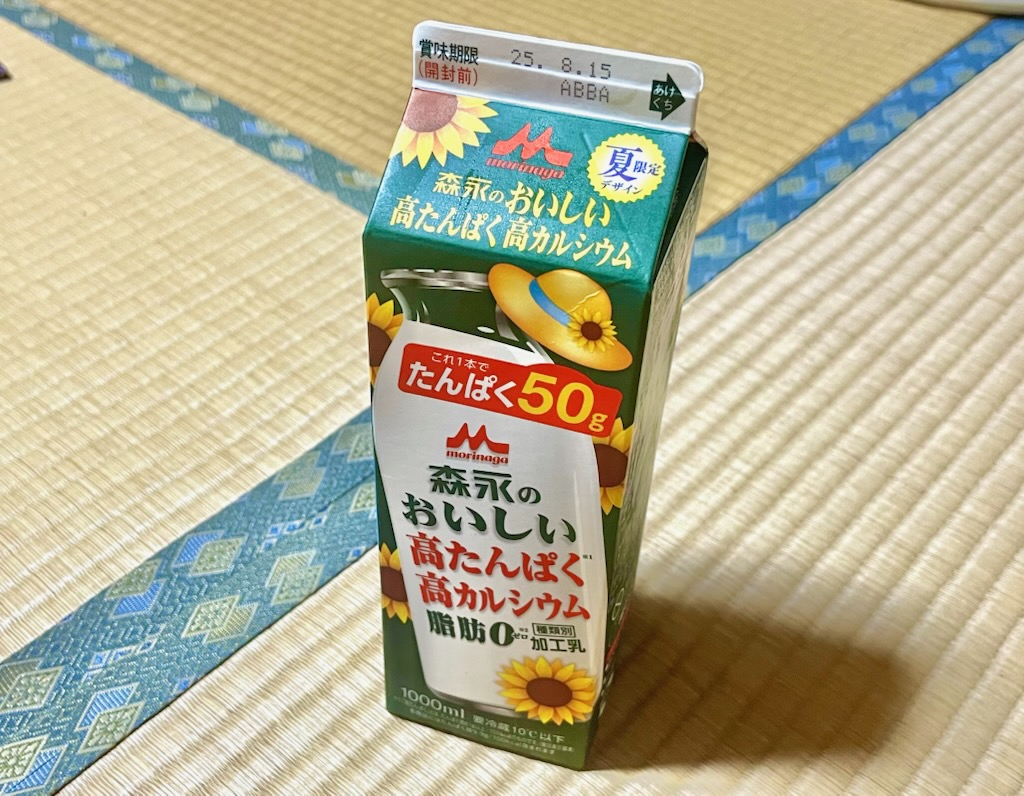 賞味期限
(開封前)
25. 8.15
ABBA
あけ
くち
morinaga
夏限定
デザイン
森永のおいしい
高たんぱく高カルシウム
これ1本で
たんぱく50g
morinaga
森永の
おいしい
高たんぱく※1
高カルシウム
脂肪0ゼロ※2 種類別
加工乳
1000ml 要冷蔵10℃以下